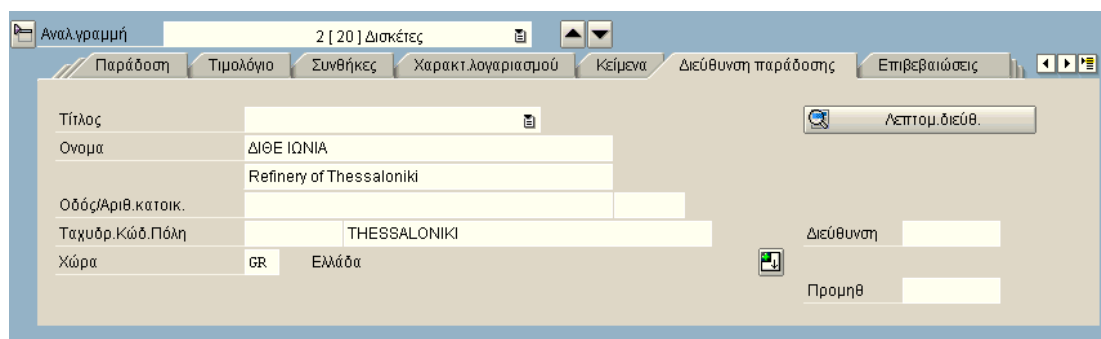 Αναλ.γραμμή 2 [ 20 ] Δισκέτες
Παράδοση Τιμολόγιο Συνθήκες Χαρακτ.λογαριασμού Κείμενα Διεύθυνση παράδοσης Επιβεβαιώσεις
Τίτλος Λεπτομ.διεύθ.
Ονομα ΔΙΘΕ ΙΩΝΙΑ
Refinery of Thessaloniki
Οδός/Αριθ.κατοικ.
Ταχυδρ.Κώδ.Πόλη THESSALONIKI Διεύθυνση
Χώρα GR Ελλάδα
Προμηθ